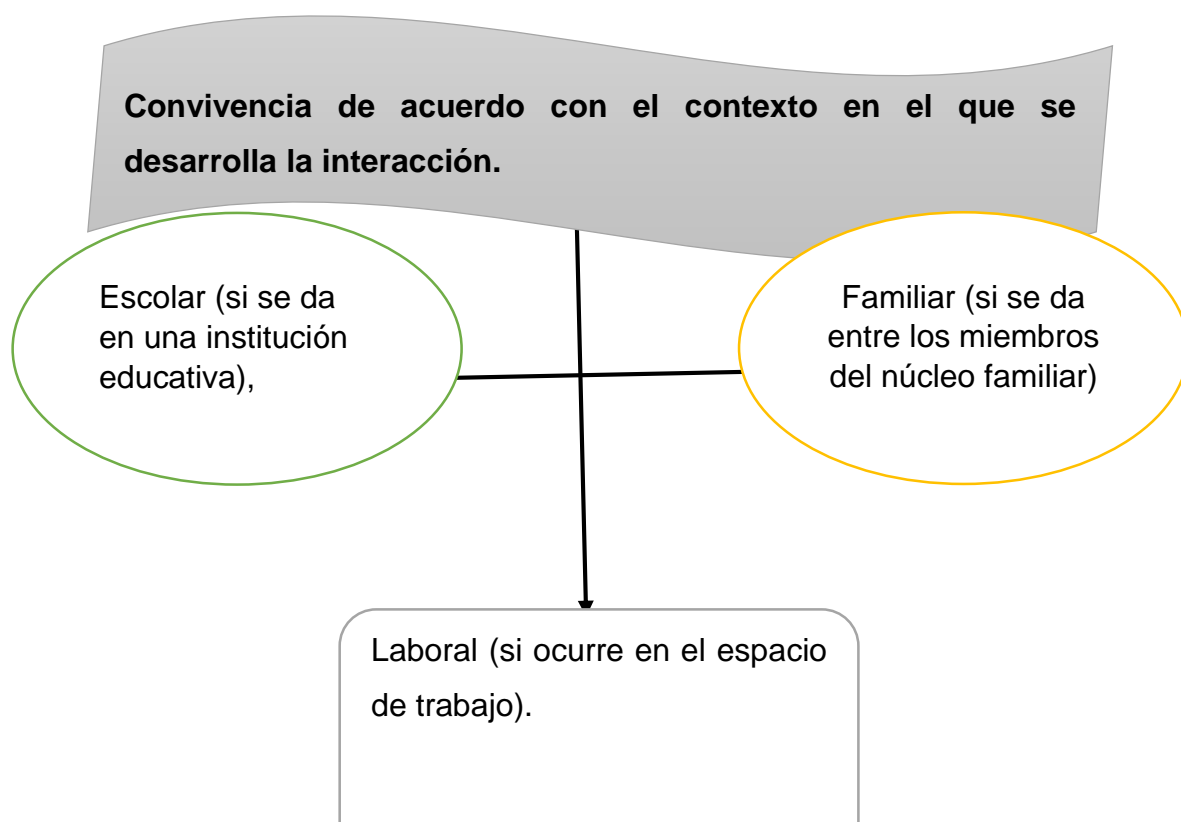 Convivencia de acuerdo con el contexto en el que se
desarrolla la interacción.
Escolar (si se da
en una institución
educativa),
Familiar (si se da
entre los miembros
del núcleo familiar)
Laboral (si ocurre en el espacio
de trabajo).